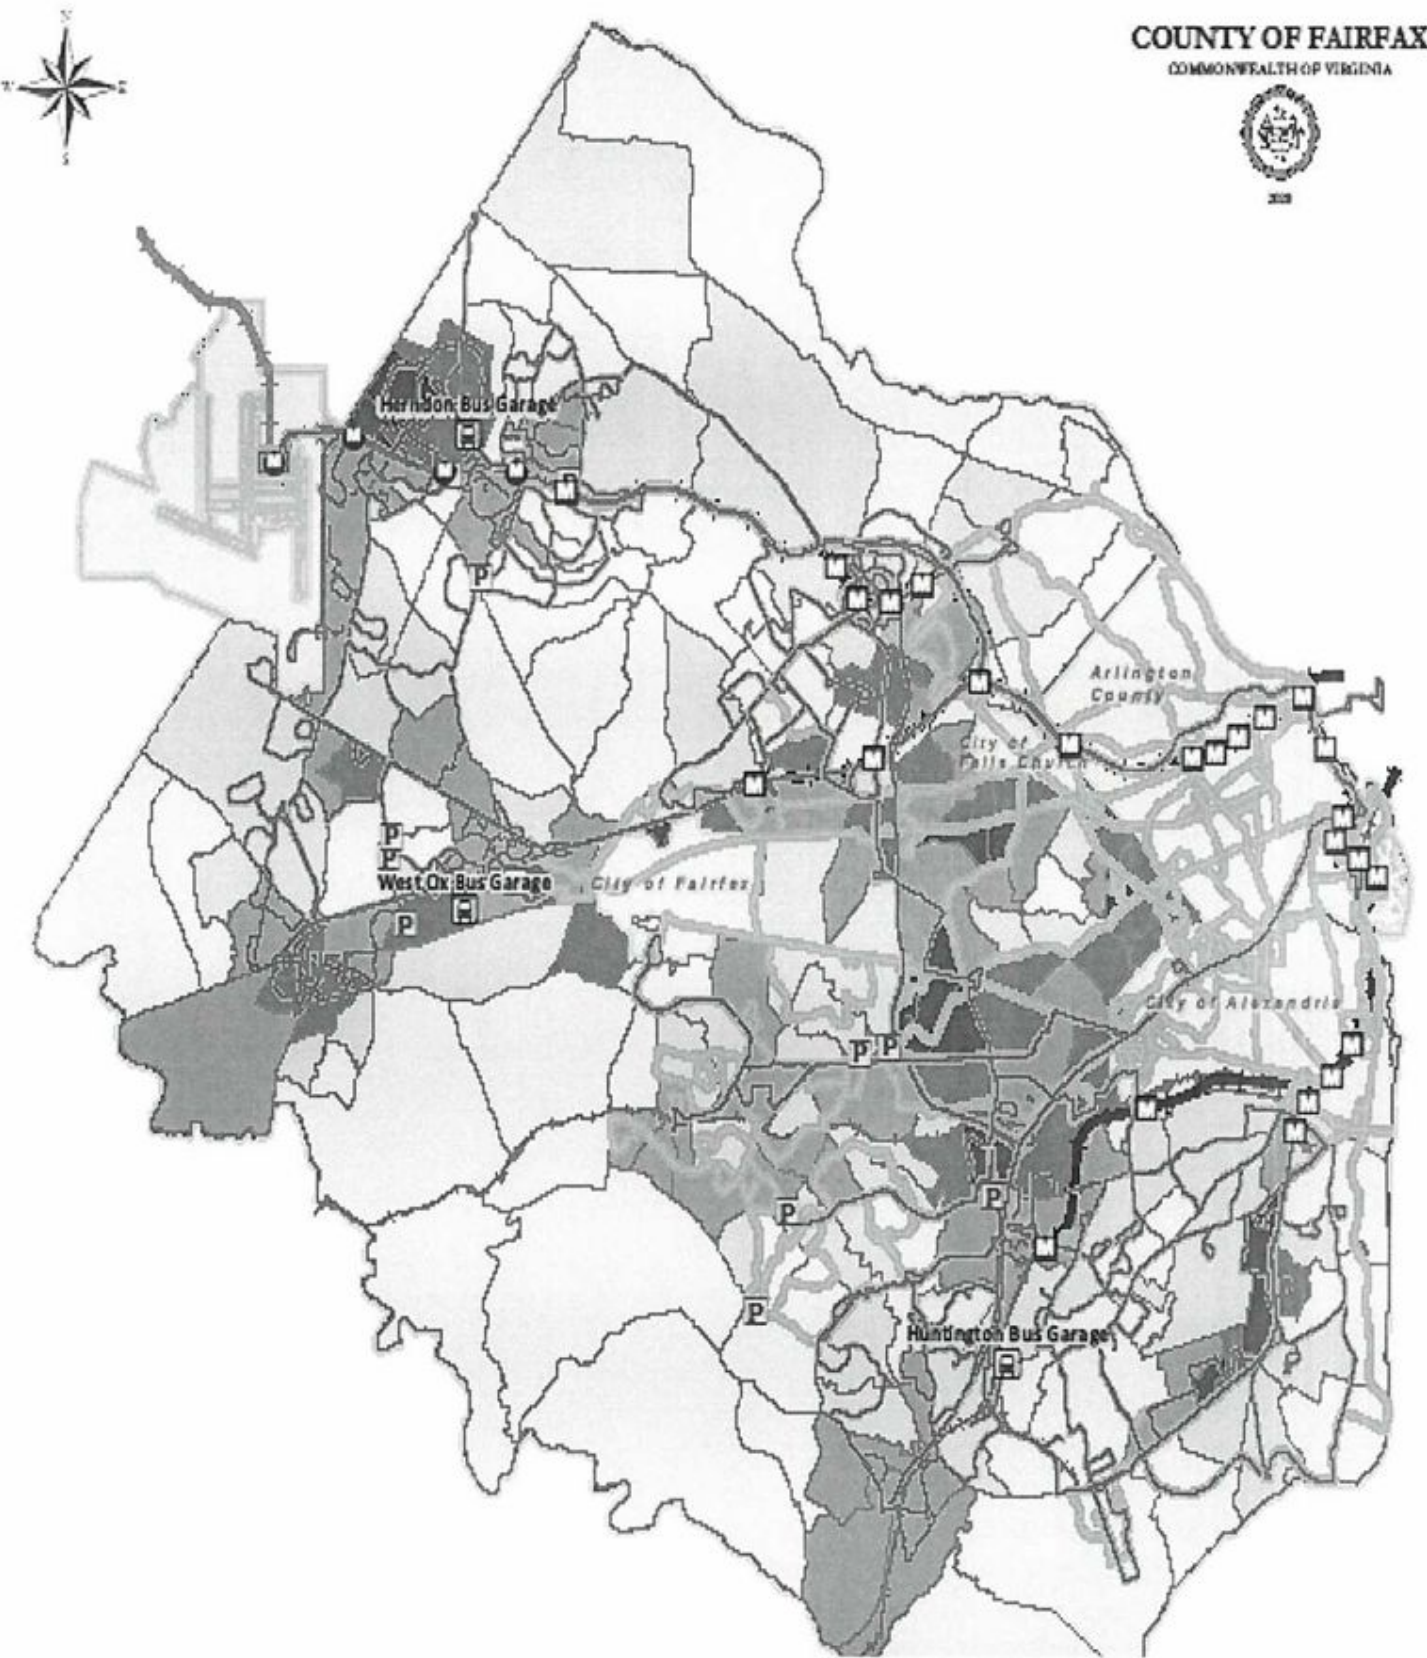 N
COUNTY OF FAIRFAX
COMMONWEALTH OF VIRGINIA
E
S
Herndon Bus Garage
M
M
M
M
M
P
M
M
M
M
M
Arlington
County
M
M
City of
Falls Church
M
M
M
M
M
M
M
M
P
P
M
M
M
M
West Ox Bus Garage
City of Fairfax
P
City of Alexandria
P
P
M
M
M
M
M
P
P
M
P
Huntington Bus Garage
P